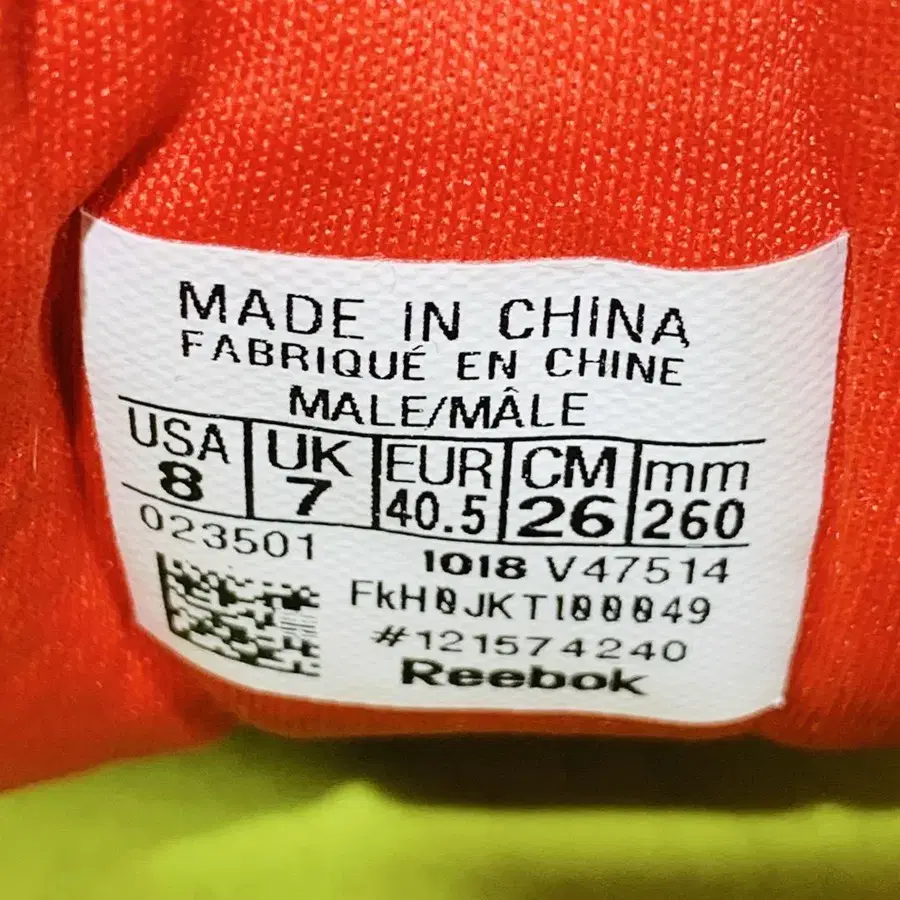 MADE IN CHINA
FABRIQUÉ EN CHINE
MALE/MÂLE
USA UK EUR CM mm
8 7 40.5 26 260
023501
1018 V47514
FkH0JKT100049
#121574240
Reebok